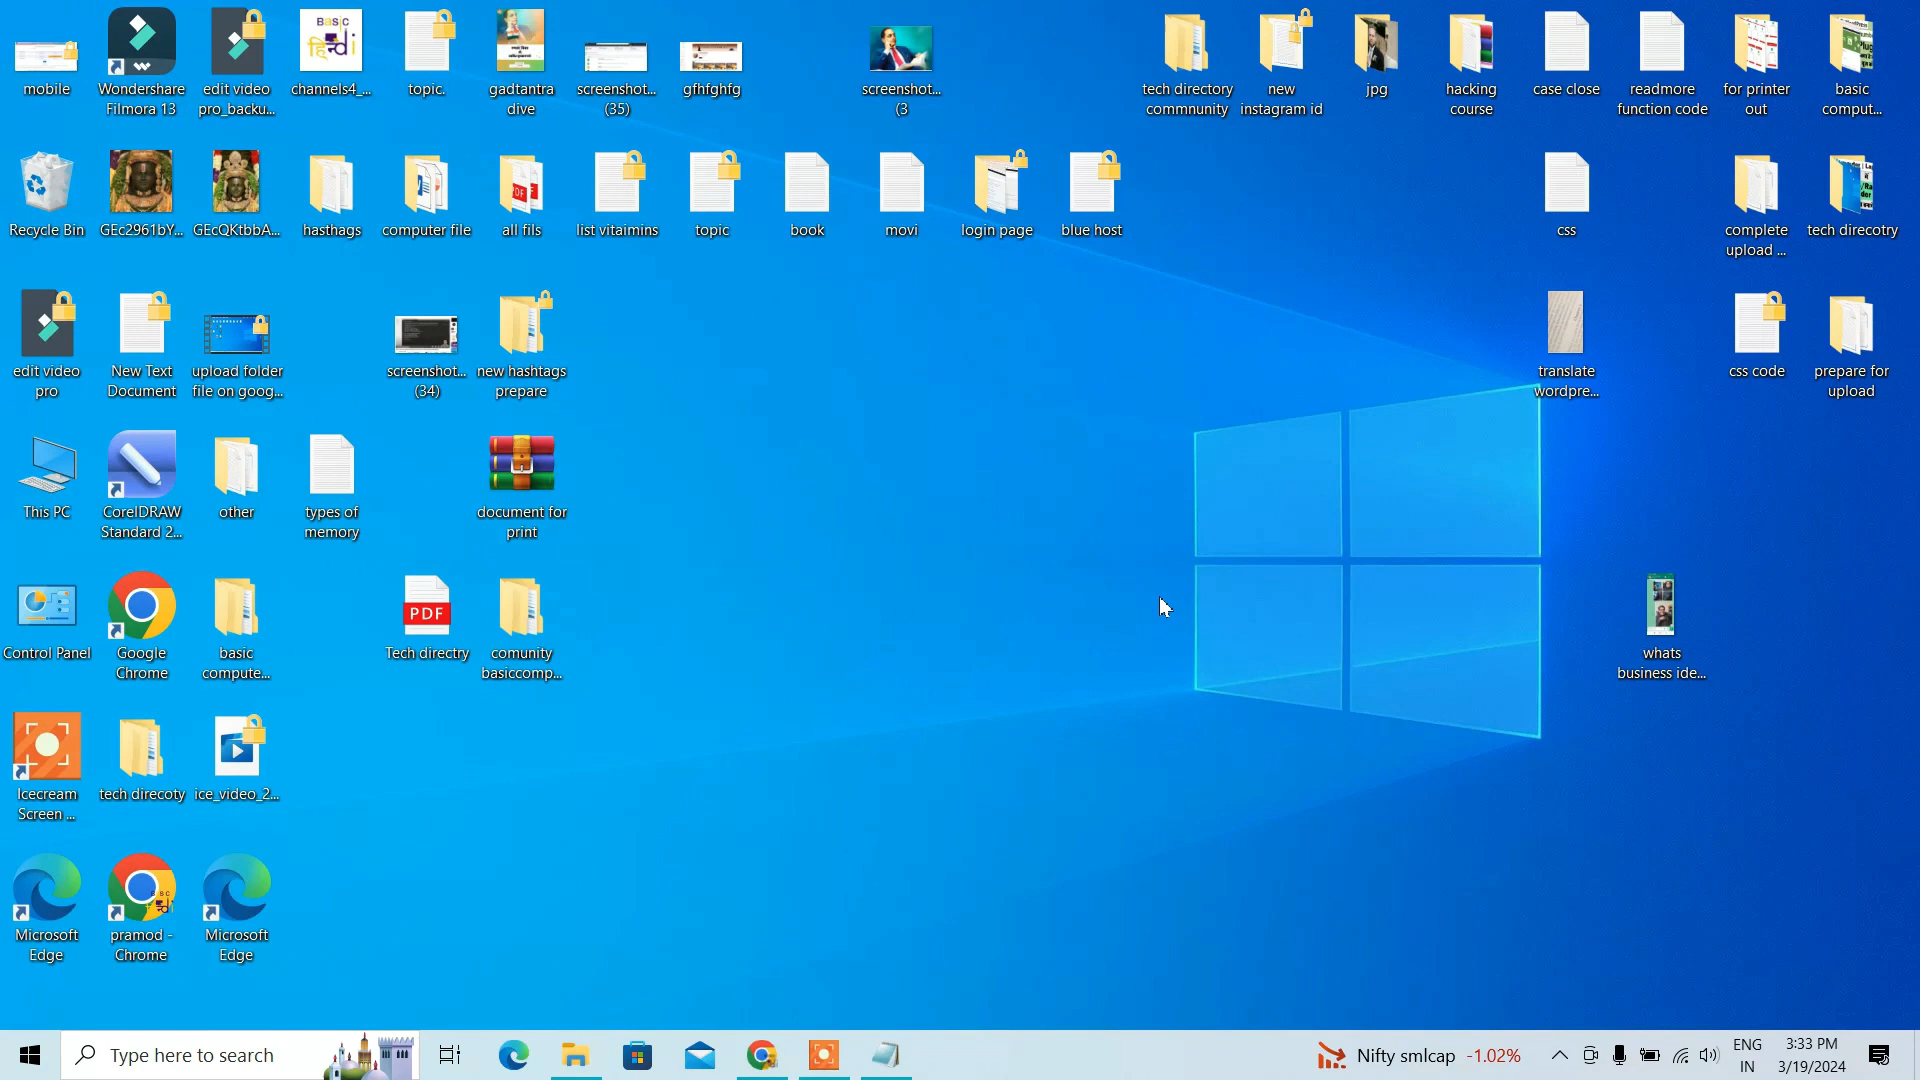 mobile
Wondershare
Filmora 13
edit video
pro_backu...
Basic
हिन्दी
channels4_...
topic.
gadtantra
dive
screenshot...
(35)
gfhfghfg
screenshot...
(3
tech directory
commnunity
new
instagram id
jpg
hacking
course
case close
readmore
function code
for printer
out
basic
comput...
Recycle Bin
GEc2961bY...
GEcQKtbbA...
hasthags
computer file
PDF
all fils
list vitaimins
topic
book
movi
login page
blue host
css
complete
upload ...
tech direcotry
edit video
pro
New Text
Document
upload folder
file on goog...
screenshot...
(34)
new hashtags
prepare
translate
wordpre...
css code
prepare for
upload
This PC
CorelDRAW
Standard 2...
other
types of
memory
document for
print
Control Panel
Google
Chrome
basic
compute...
PDF
Tech directry
comunity
basiccomp...
whats
business ide...
Icecream
Screen ...
tech direcoty
ice_video_2...
Microsoft
Edge
pramod -
Chrome
Microsoft
Edge
Type here to search
Nifty smlcap -1.02%
ENG
IN
3:33 PM
3/19/2024